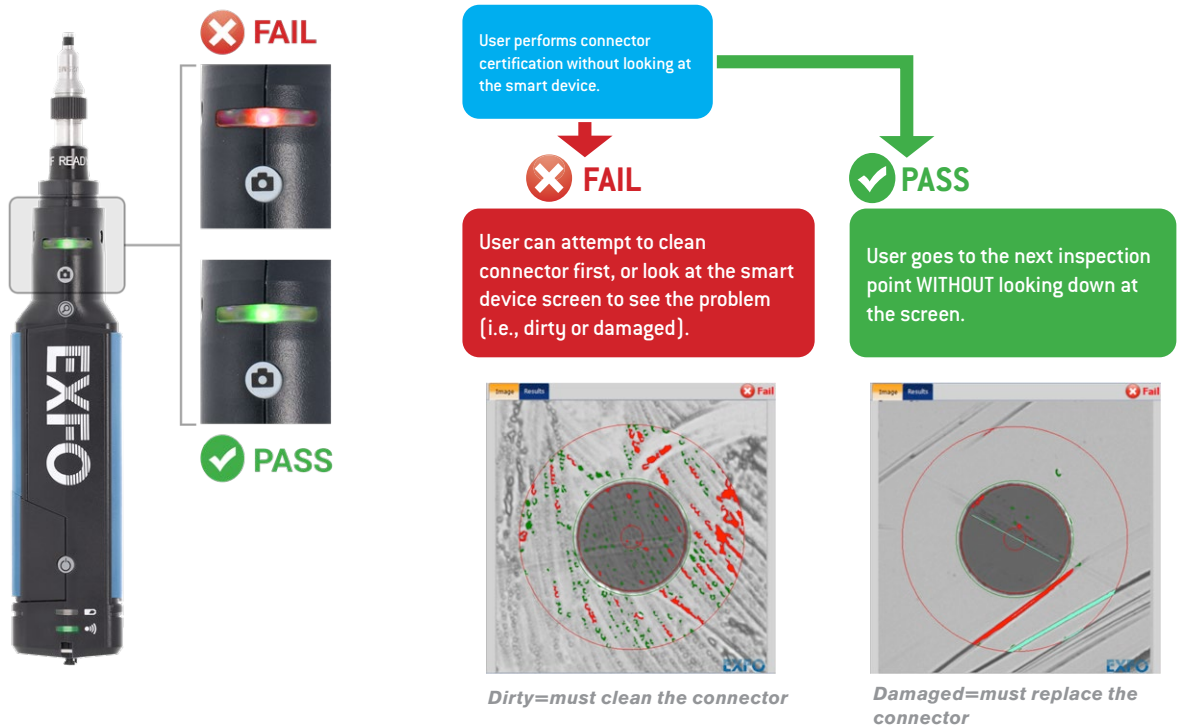 FAIL
F READY
EXFO
PASS
User performs connector
certification without looking at
the smart device.
FAIL
User can attempt to clean
connector first, or look at the smart
device screen to see the problem
(i.e., dirty or damaged).
PASS
User goes to the next inspection
point WITHOUT looking down at
the screen.
Image Results Fail
EXFO
Dirty=must clean the connector
Image Results Fail
EXFO
Damaged=must replace the
connector